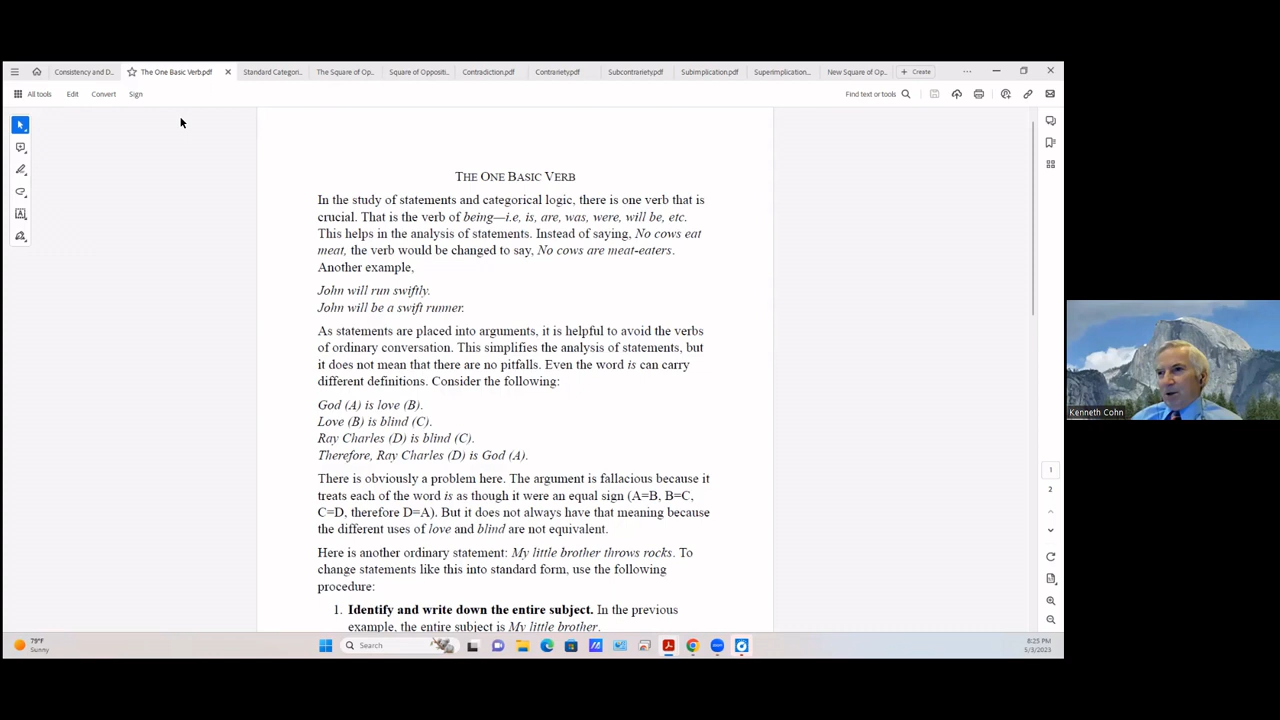 Consistency and D...
The One Basic Verb.pdf
Standard Categori...
The Square of Op...
Square of Oppositi...
Contradiction.pdf
Contrariety.pdf
Subcontrariety.pdf
Subimplication.pdf
Superimplication...
New Square of Op...
Create
All tools
Edit
Convert
Sign
Find text or tools
THE ONE BASIC VERB
In the study of statements and categorical logic, there is one verb that is
crucial. That is the verb of being—i.e, is, are, was, were, will be, etc.
This helps in the analysis of statements. Instead of saying, No cows eat
meat, the verb would be changed to say, No cows are meat-eaters.
Another example,
John will run swiftly.
John will be a swift runner.
As statements are placed into arguments, it is helpful to avoid the verbs
of ordinary conversation. This simplifies the analysis of statements, but
it does not mean that there are no pitfalls. Even the word is can carry
different definitions. Consider the following:
God (A) is love (B).
Love (B) is blind (C).
Ray Charles (D) is blind (C).
Therefore, Ray Charles (D) is God (A).
There is obviously a problem here. The argument is fallacious because it
treats each of the word is as though it were an equal sign (A=B, B=C,
C=D, therefore D=A). But it does not always have that meaning because
the different uses of love and blind are not equivalent.
Here is another ordinary statement: My little brother throws rocks. To
change statements like this into standard form, use the following
procedure:
1. Identify and write down the entire subject. In the previous
example, the entire subject is My little brother.
Kenneth Cohn
1
2
79°F
Sunny
Search
8:25 PM
5/3/2023